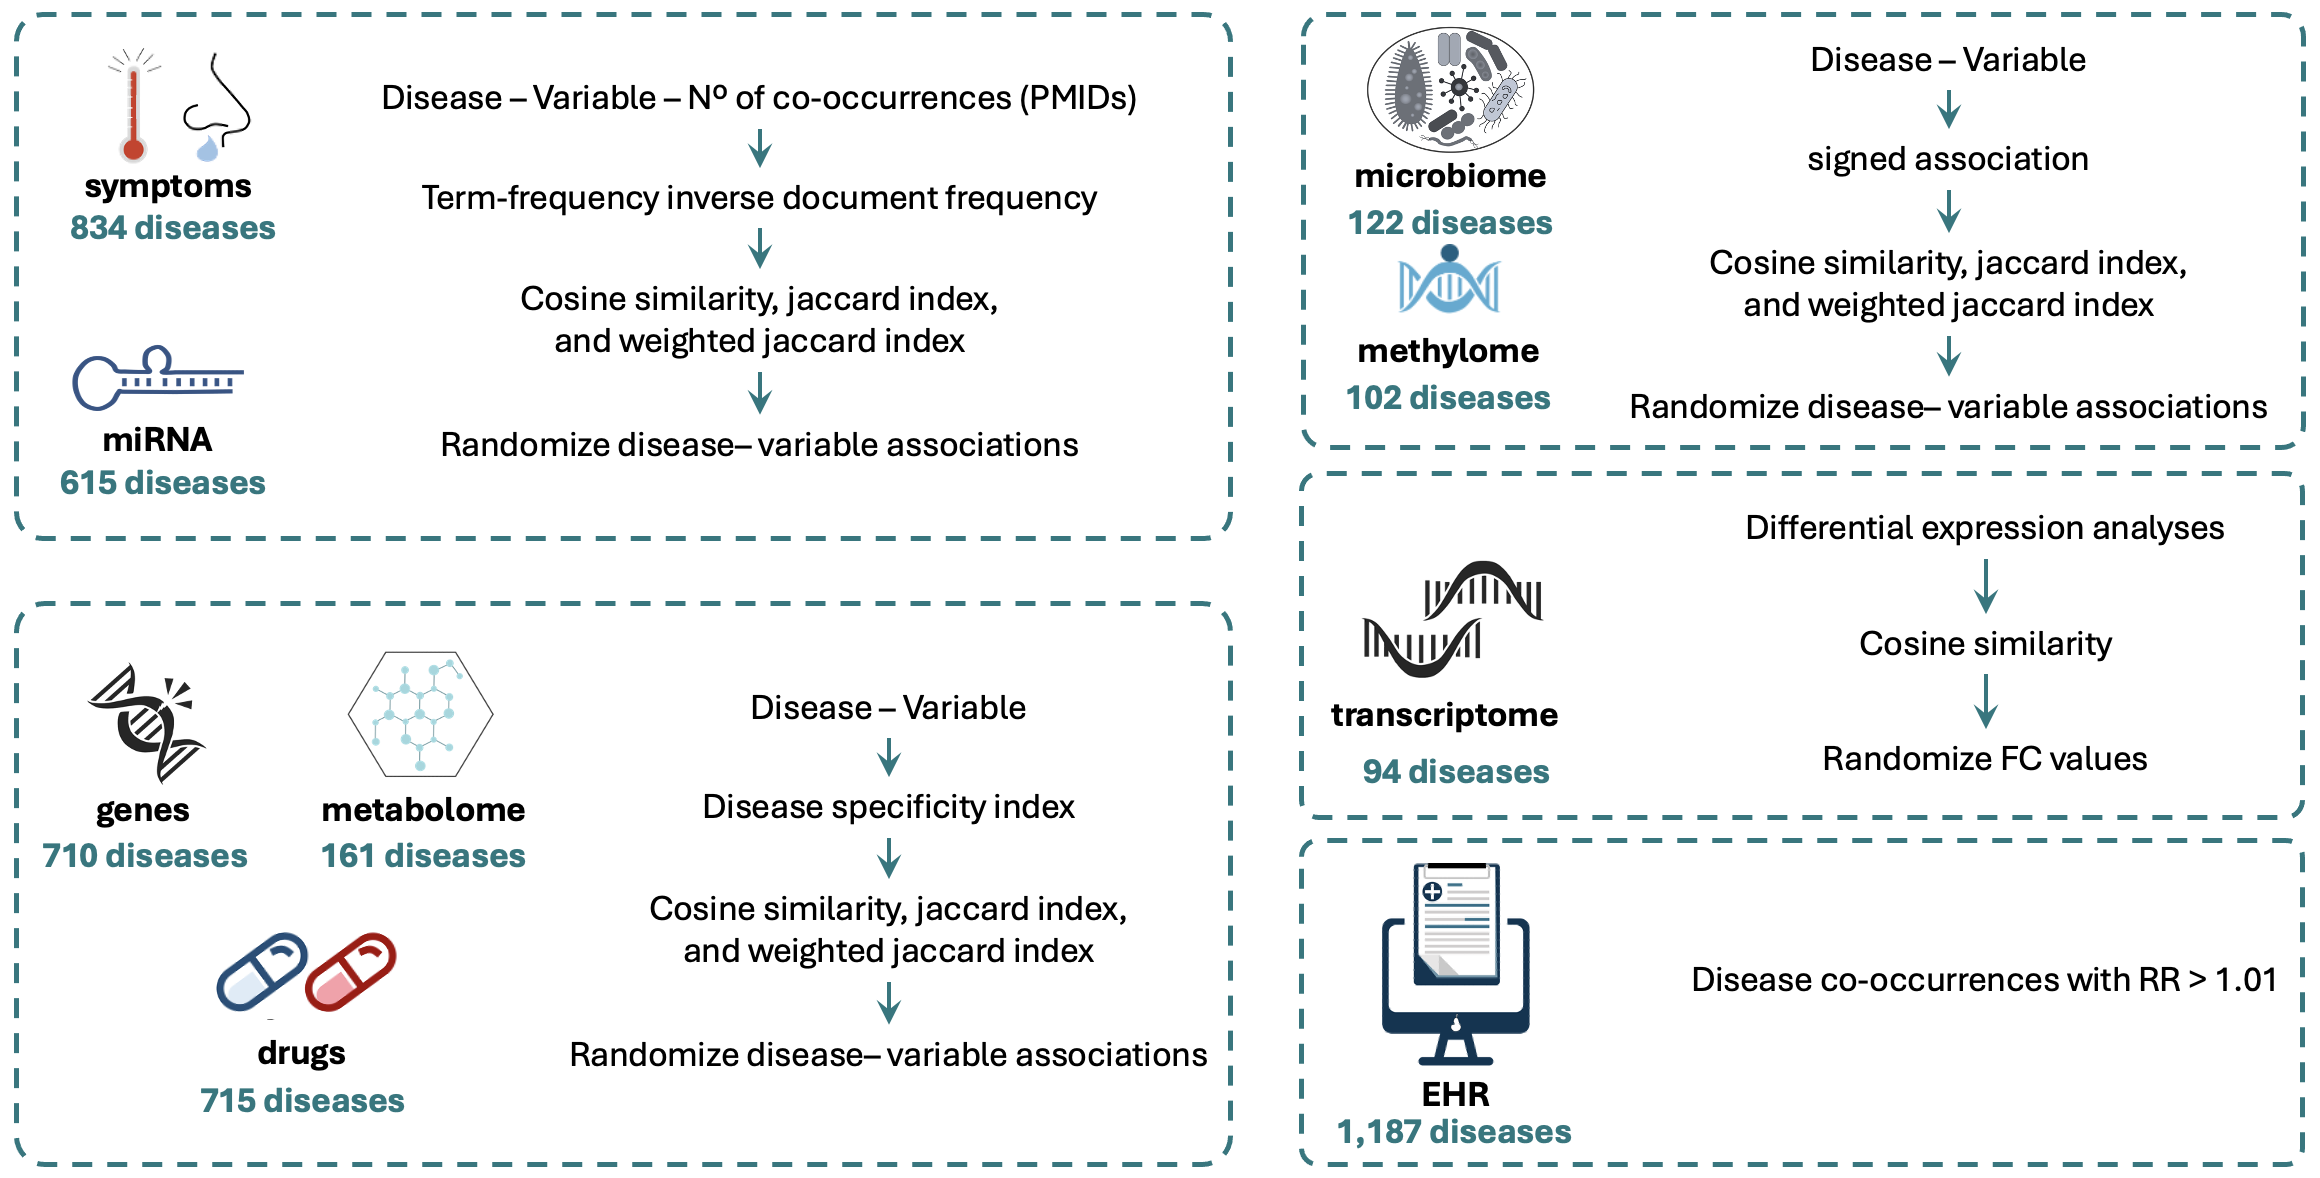 symptoms
834 diseases
miRNA
615 diseases
Disease – Variable – Nº of co-occurrences (PMIDs)
Term-frequency inverse document frequency
Cosine similarity, jaccard index,
and weighted jaccard index
Randomize disease– variable associations
genes
710 diseases
metabolome
161 diseases
drugs
715 diseases
Disease – Variable
Disease specificity index
Cosine similarity, jaccard index,
and weighted jaccard index
Randomize disease– variable associations
microbiome
122 diseases
methylome
102 diseases
Disease – Variable
signed association
Cosine similarity, jaccard index,
and weighted jaccard index
Randomize disease– variable associations
transcriptome
94 diseases
Differential expression analyses
Cosine similarity
Randomize FC values
EHR
1,187 diseases
Disease co-occurrences with RR > 1.01